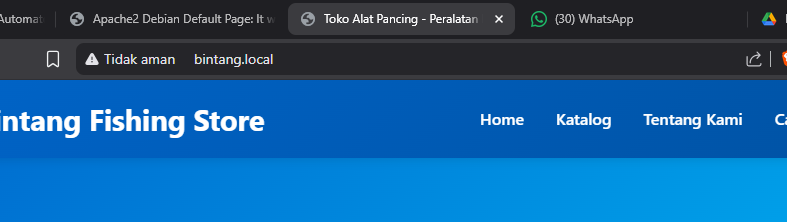 Automat
Apache2 Debian Default Page: It w
Toko Alat Pancing - Peralatan
(30) WhatsApp
Tidak aman
bintang.local
intang Fishing Store
Home
Katalog
Tentang Kami
Ca